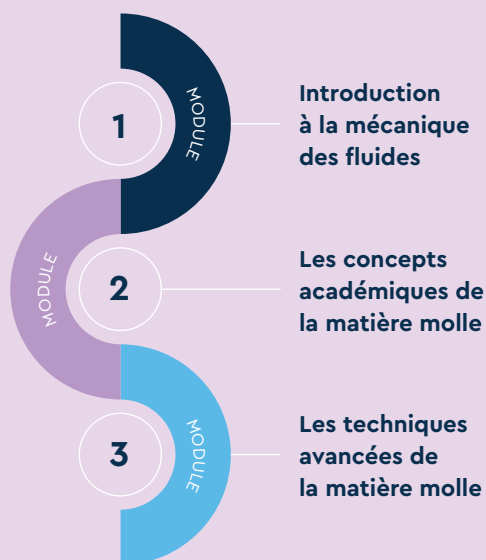 MODULE
1
Introduction
à la mécanique
des fluides
MODULE
2
Les concepts
académiques de
la matière molle
MODULE
3
Les techniques
avancées de
la matière molle